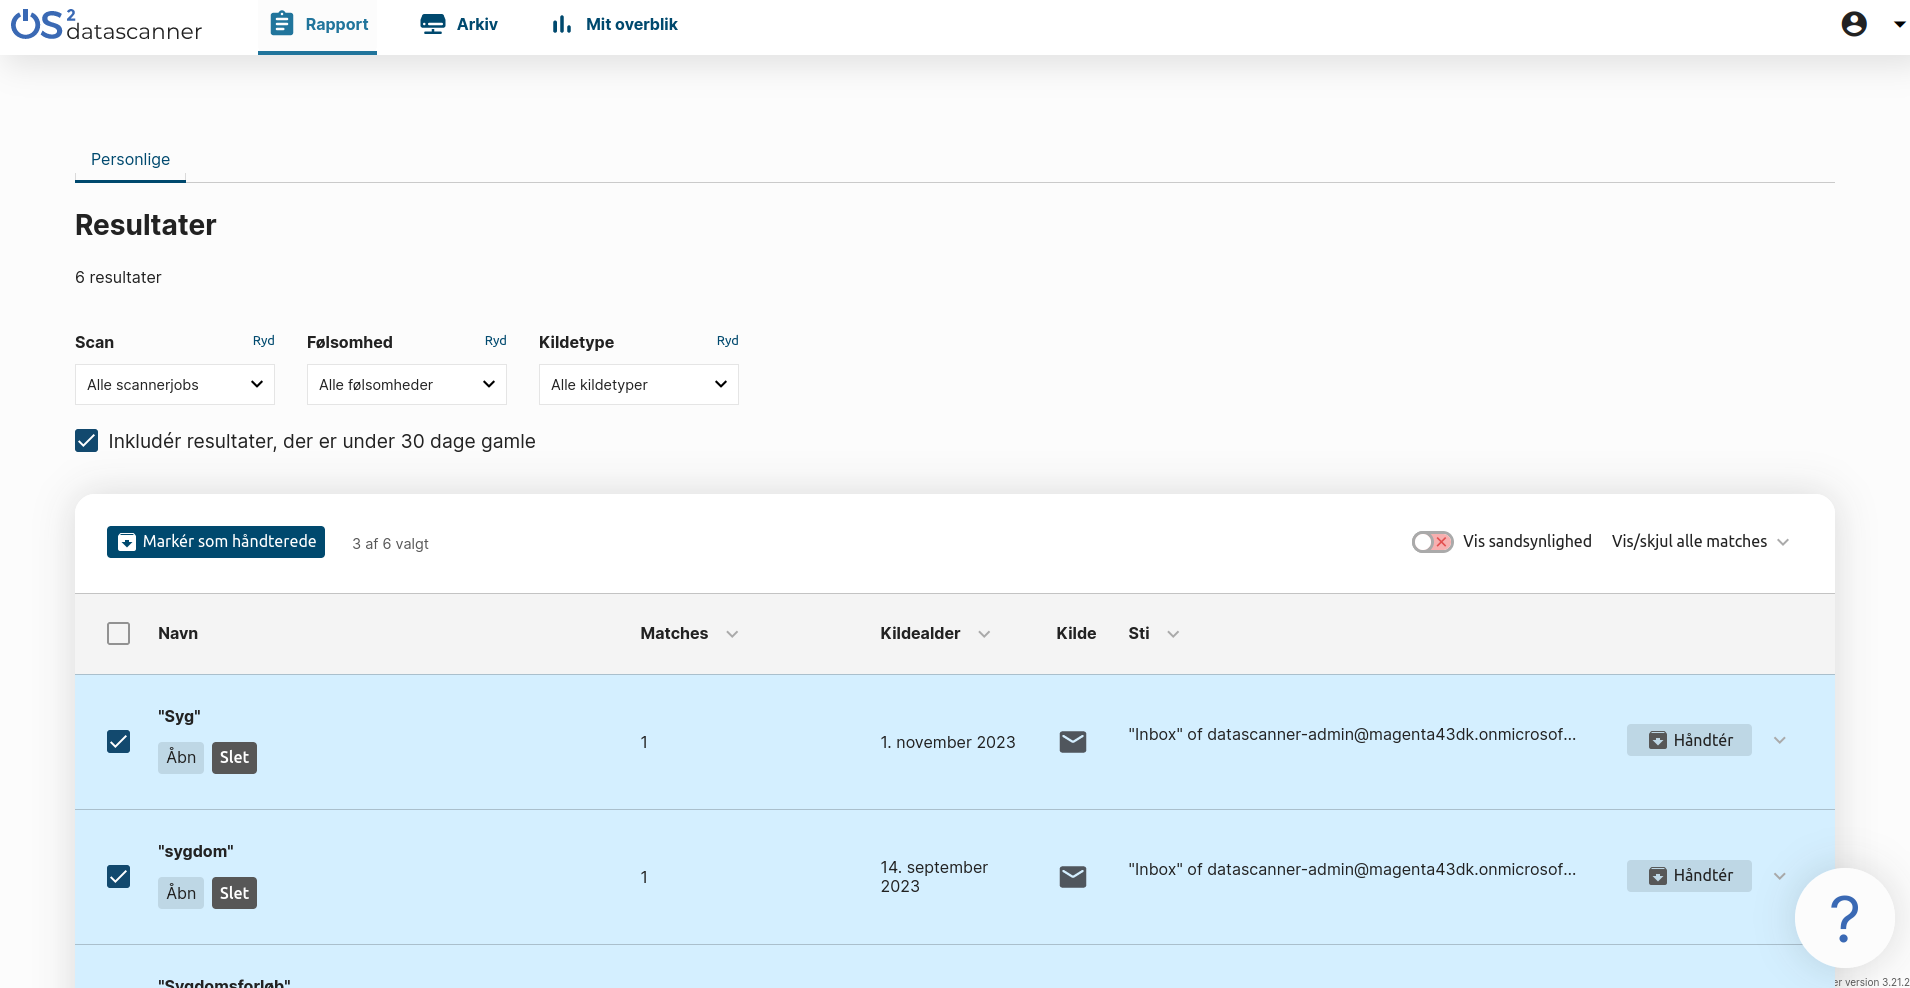 OS2datascanner
Rapport
Arkiv
Mit overblik
Personlige
Resultater
6 resultater
Scan Ryd
Følsomhed Ryd
Kildetype Ryd
Alle scannerjobs
Alle følsomheder
Alle kildetyper
Inkludér resultater, der er under 30 dage gamle
Markér som håndterede
3 af 6 valgt
Vis sandsynlighed
Vis/skjul alle matches
Navn
Matches
Kildealder
Kilde
Sti
"Syg"
Åbn
Slet
1
1. november 2023
"Inbox" of datascanner-admin@magenta43dk.onmicrosof...
Håndtér
"sygdom"
Åbn
Slet
1
14. september
2023
"Inbox" of datascanner-admin@magenta43dk.onmicrosof...
Håndtér
?
"Sygdomsforløb"
er version 3.21.2